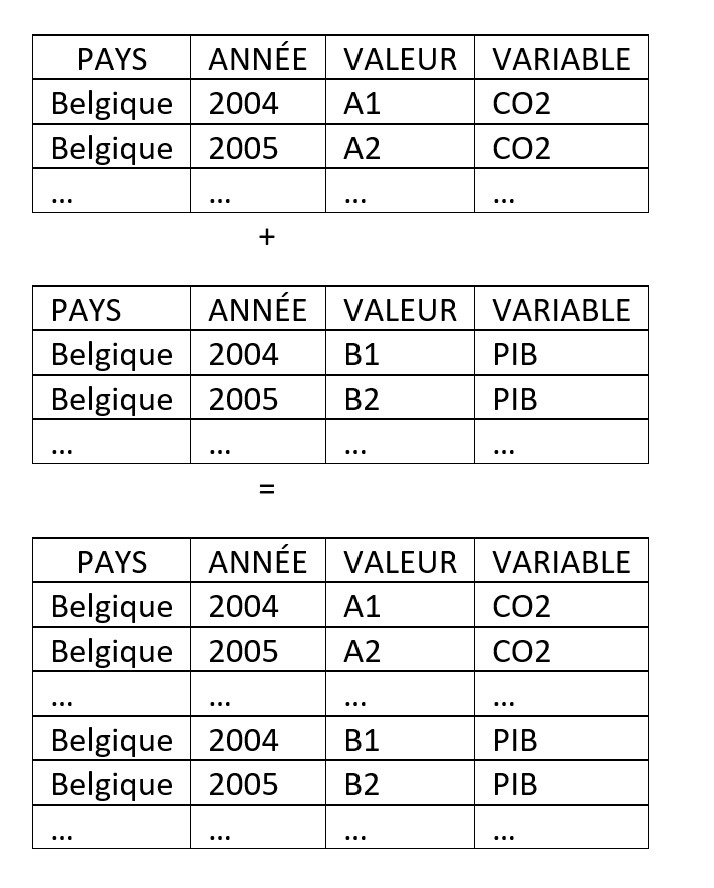 PAYS ANNÉE VALEUR VARIABLE
Belgique 2004 A1 CO2
Belgique 2005 A2 CO2
... ... ... ...
+
PAYS ANNÉE VALEUR VARIABLE
Belgique 2004 B1 PIB
Belgique 2005 B2 PIB
... ... ... ...
=
PAYS ANNÉE VALEUR VARIABLE
Belgique 2004 A1 CO2
Belgique 2005 A2 CO2
... ... ... ...
Belgique 2004 B1 PIB
Belgique 2005 B2 PIB
... ... ... ...